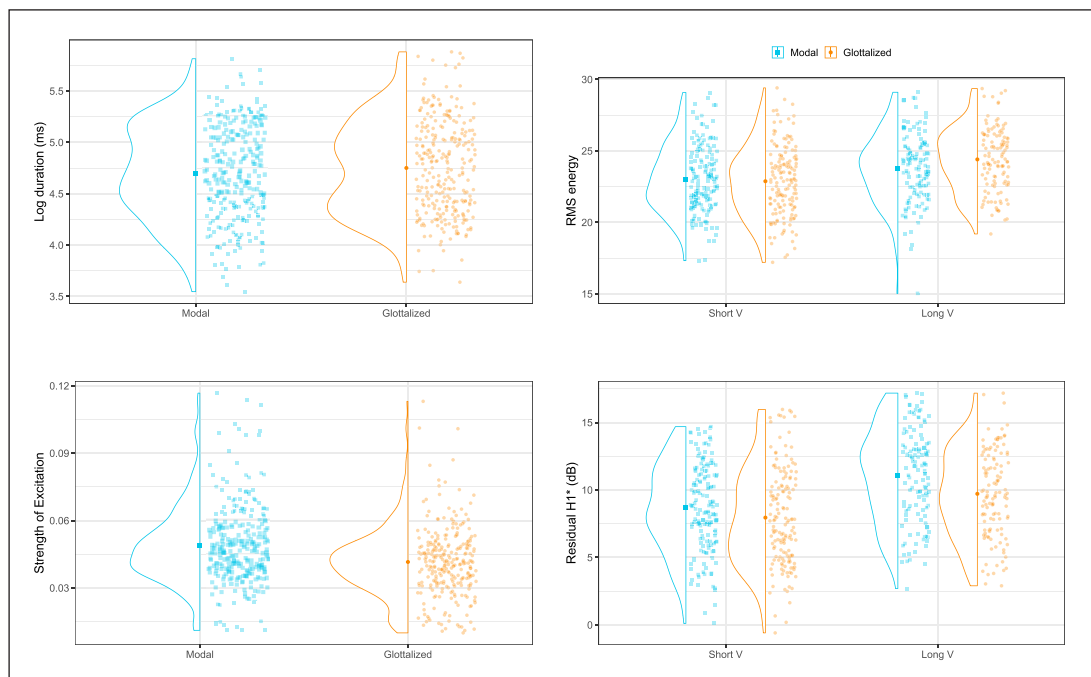 Log duration (ms)
5.5
5.0
4.5
4.0
3.5
Modal
Glottalized
Modal
Glottalized
RMS energy
30
25
20
15
Short V
Long V
Strength of Excitation
0.12
0.09
0.06
0.03
Modal
Glottalized
Residual H1* (dB)
15
10
5
0
Short V
Long V